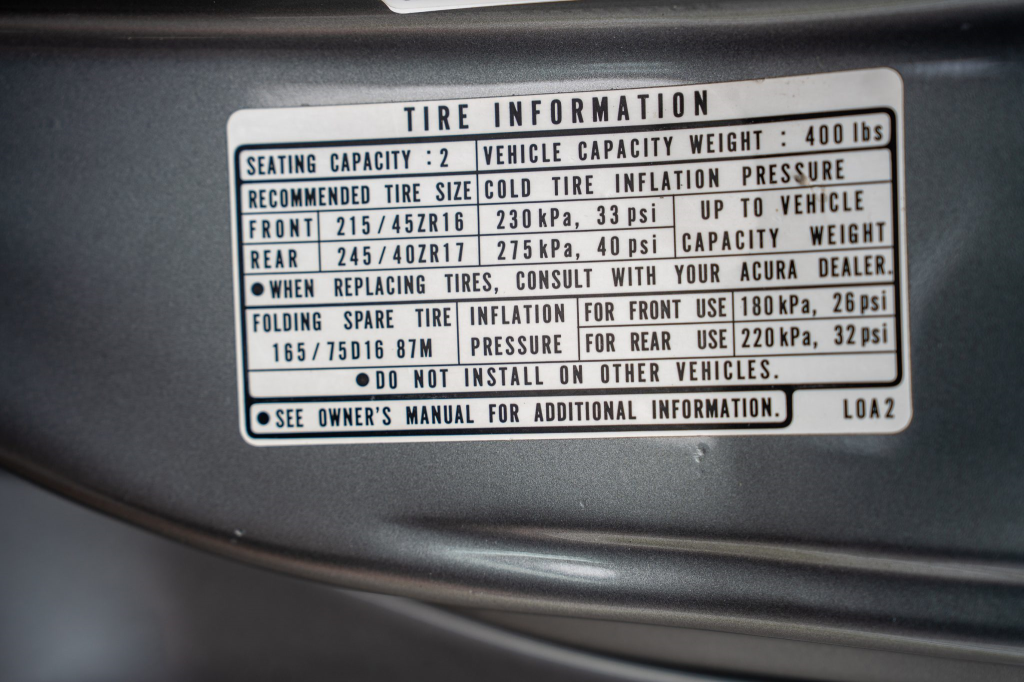 TIRE INFORMATION
SEATING CAPACITY : 2 VEHICLE CAPACITY WEIGHT : 400 lbs
RECOMMENDED TIRE SIZE COLD TIRE INFLATION PRESSURE
FRONT 215/45ZR16 230 kPa, 33 psi UP TO VEHICLE
REAR 245/40ZR17 275 kPa, 40 psi CAPACITY WEIGHT
● WHEN REPLACING TIRES, CONSULT WITH YOUR ACURA DEALER.
FOLDING SPARE TIRE INFLATION FOR FRONT USE 180 kPa, 26 psi
165/75D16 87M PRESSURE FOR REAR USE 220 kPa, 32 psi
● DO NOT INSTALL ON OTHER VEHICLES.
● SEE OWNER'S MANUAL FOR ADDITIONAL INFORMATION. L0A2